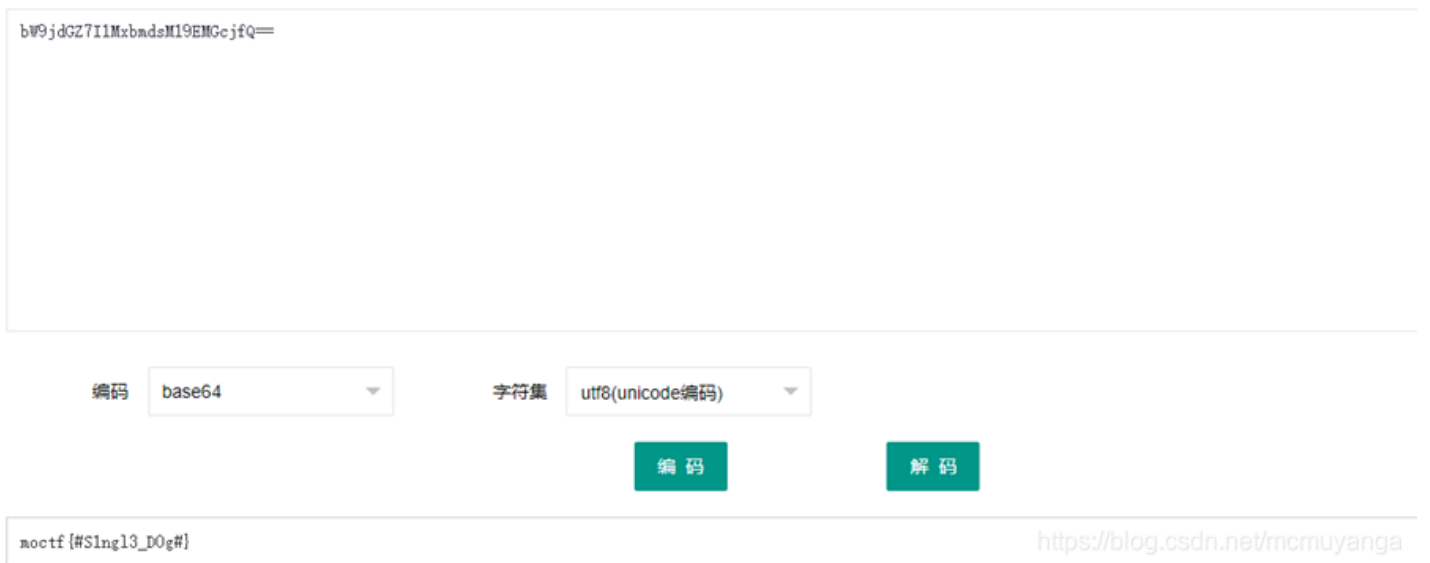 bW9jdGZ7I1MxbmdsM19EMGcjfQ==
编码 base64 字符集 utf8(unicode编码)
编 码 解 码
moctf{#S1ngl3_D0g#} https://blog.csdn.net/mcmuyanga